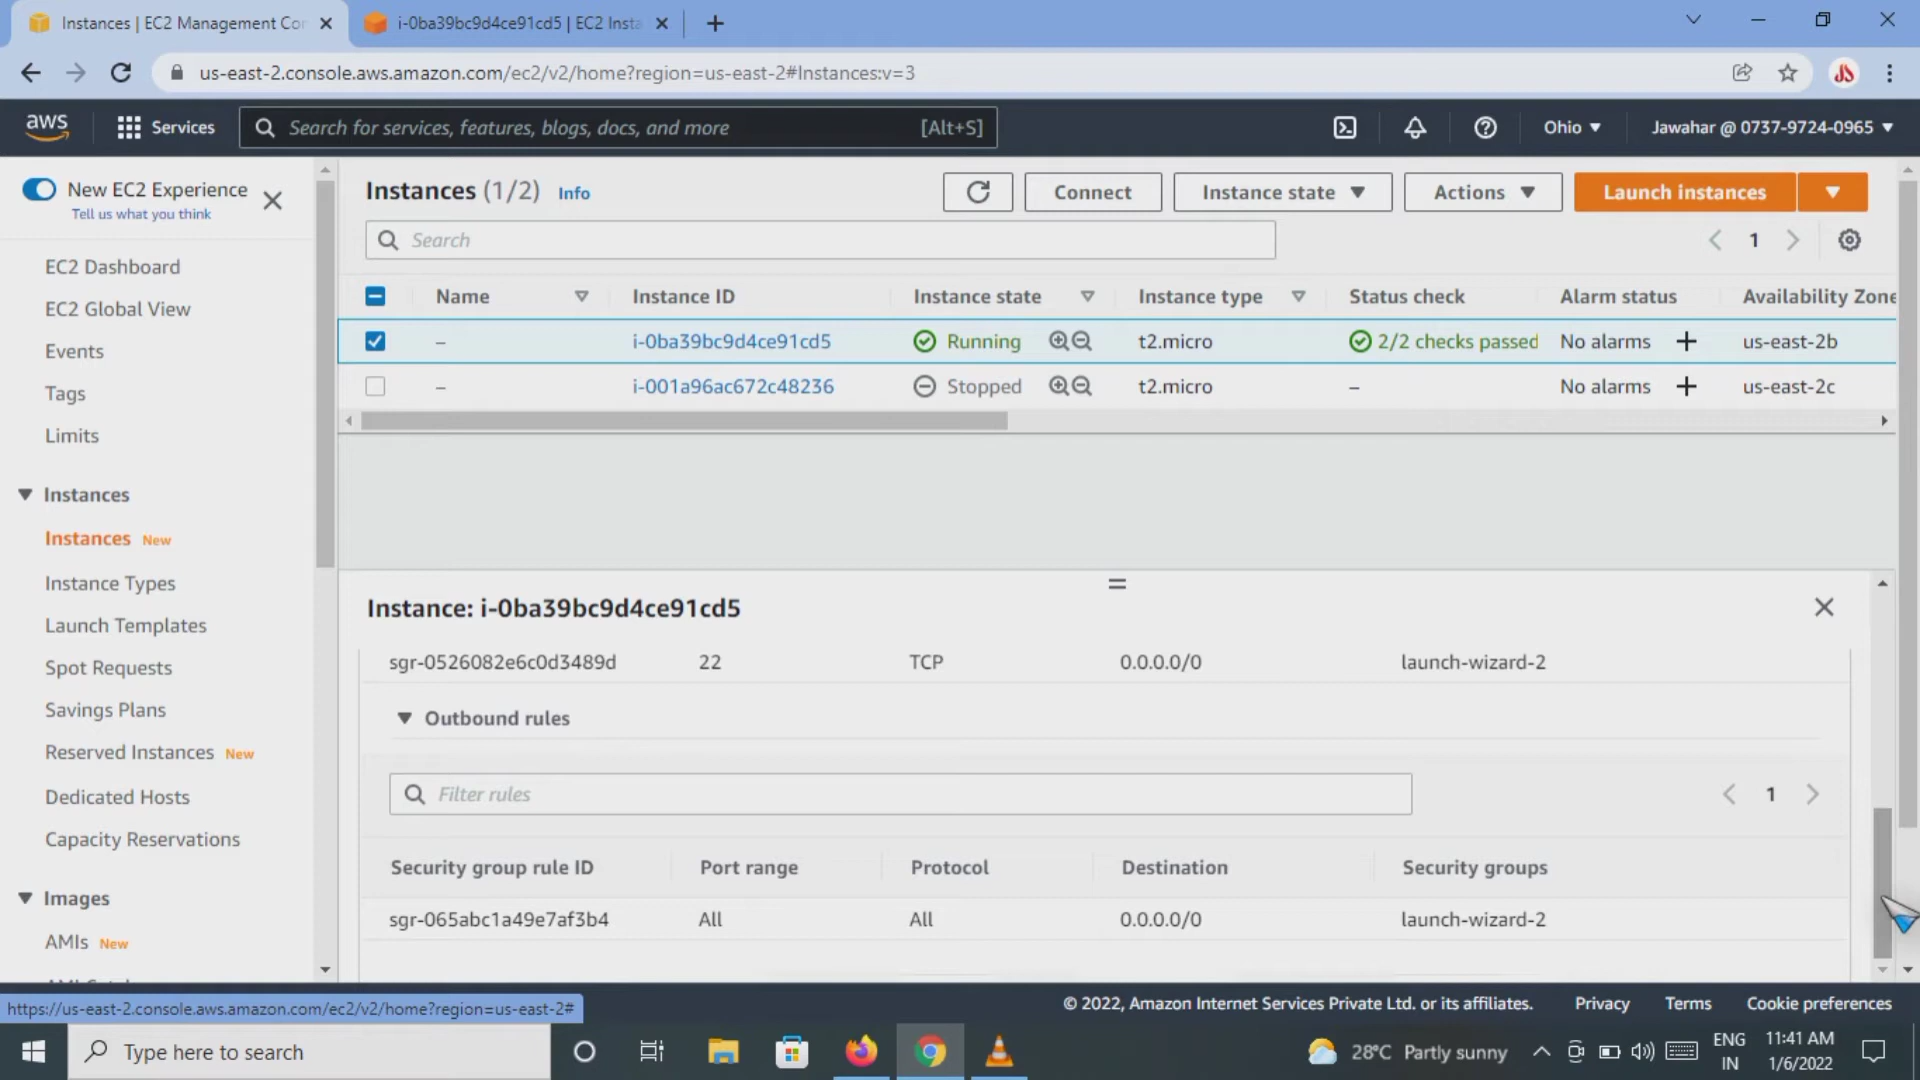 Instances | EC2 Management Con
i-0ba39bc9d4ce91cd5 | EC2 Insta
us-east-2.console.aws.amazon.com/ec2/v2/home?region=us-east-2#Instances:v=3
aws
Services
Search for services, features, blogs, docs, and more
[Alt+S]
Ohio
Jawahar @ 0737-9724-0965
New EC2 Experience
Tell us what you think
EC2 Dashboard
EC2 Global View
Events
Tags
Limits
Instances
Instances New
Instance Types
Launch Templates
Spot Requests
Savings Plans
Reserved Instances New
Dedicated Hosts
Capacity Reservations
Images
AMIs New
Instances (1/2) Info
Connect
Instance state
Actions
Launch instances
Search
1
Name Instance ID Instance state Instance type Status check Alarm status Availability Zone
– i-0ba39bc9d4ce91cd5 Running t2.micro 2/2 checks passed No alarms + us-east-2b
– i-001a96ac672c48236 Stopped t2.micro – No alarms + us-east-2c
Instance: i-0ba39bc9d4ce91cd5
sgr-0526082e6c0d3489d 22 TCP 0.0.0.0/0 launch-wizard-2
Outbound rules
Filter rules
1
Security group rule ID Port range Protocol Destination Security groups
sgr-065abc1a49e7af3b4 All All 0.0.0.0/0 launch-wizard-2
https://us-east-2.console.aws.amazon.com/ec2/v2/home?region=us-east-2#
© 2022, Amazon Internet Services Private Ltd. or its affiliates.
Privacy
Terms
Cookie preferences
Type here to search
28°C Partly sunny
ENG
IN
11:41 AM
1/6/2022